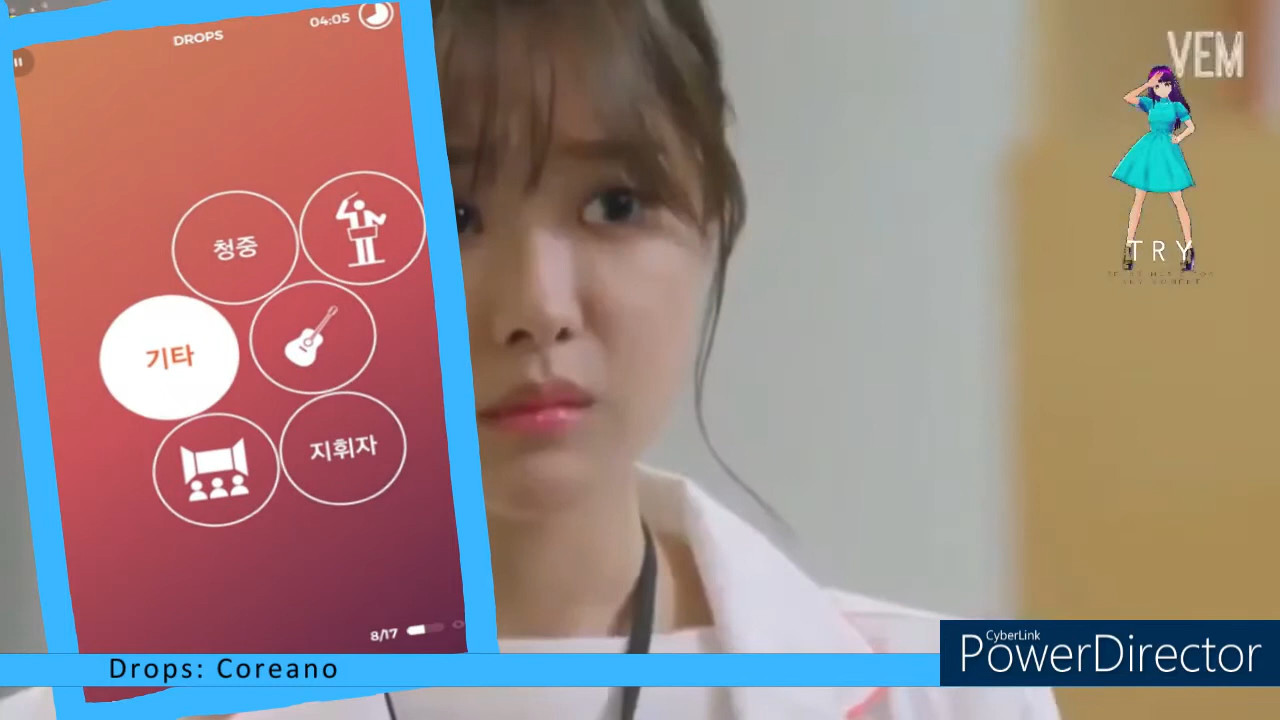 DROPS
04:05
청중
기타
지휘자
8/17
Drops: Coreano
VEM
TRY
CyberLink
PowerDirector